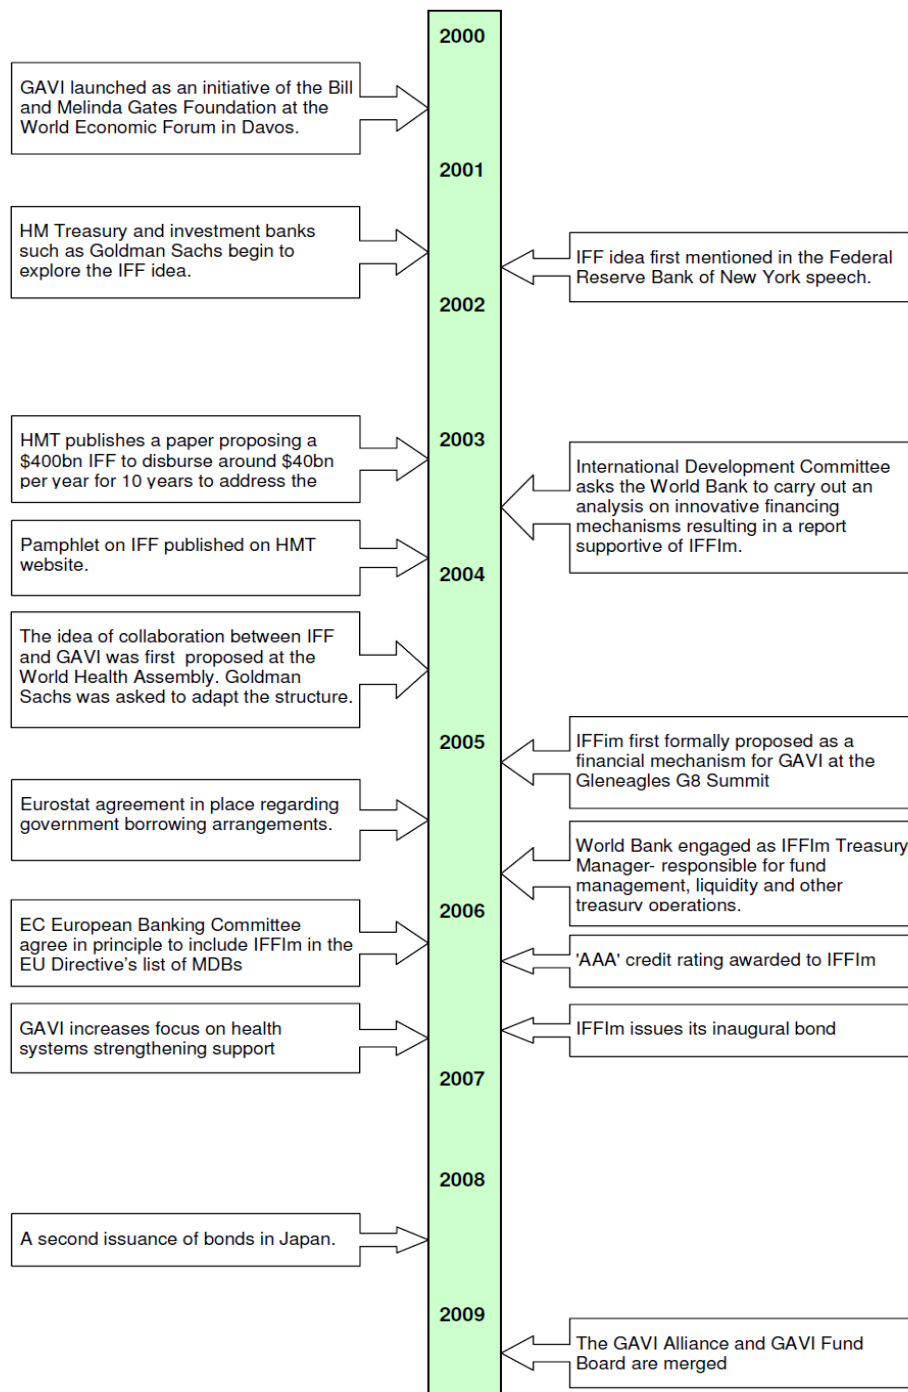 2000
GAVI launched as an initiative of the Bill
and Melinda Gates Foundation at the
World Economic Forum in Davos.
2001
HM Treasury and investment banks
such as Goldman Sachs begin to
explore the IFF idea.
IFF idea first mentioned in the Federal
Reserve Bank of New York speech.
2002
2003
HMT publishes a paper proposing a
$400bn IFF to disburse around $40bn
per year for 10 years to address the
International Development Committee
asks the World Bank to carry out an
analysis on innovative financing
mechanisms resulting in a report
supportive of IFFIm.
Pamphlet on IFF published on HMT
website.
2004
The idea of collaboration between IFF
and GAVI was first proposed at the
World Health Assembly. Goldman
Sachs was asked to adapt the structure.
2005
IFFim first formally proposed as a
financial mechanism for GAVI at the
Gleneagles G8 Summit
Eurostat agreement in place regarding
government borrowing arrangements.
World Bank engaged as IFFIm Treasury
Manager- responsible for fund
management, liquidity and other
treasury operations.
2006
EC European Banking Committee
agree in principle to include IFFIm in the
EU Directive's list of MDBs
'AAA' credit rating awarded to IFFIm
GAVI increases focus on health
systems strengthening support
IFFIm issues its inaugural bond
2007
2008
A second issuance of bonds in Japan.
2009
The GAVI Alliance and GAVI Fund
Board are merged